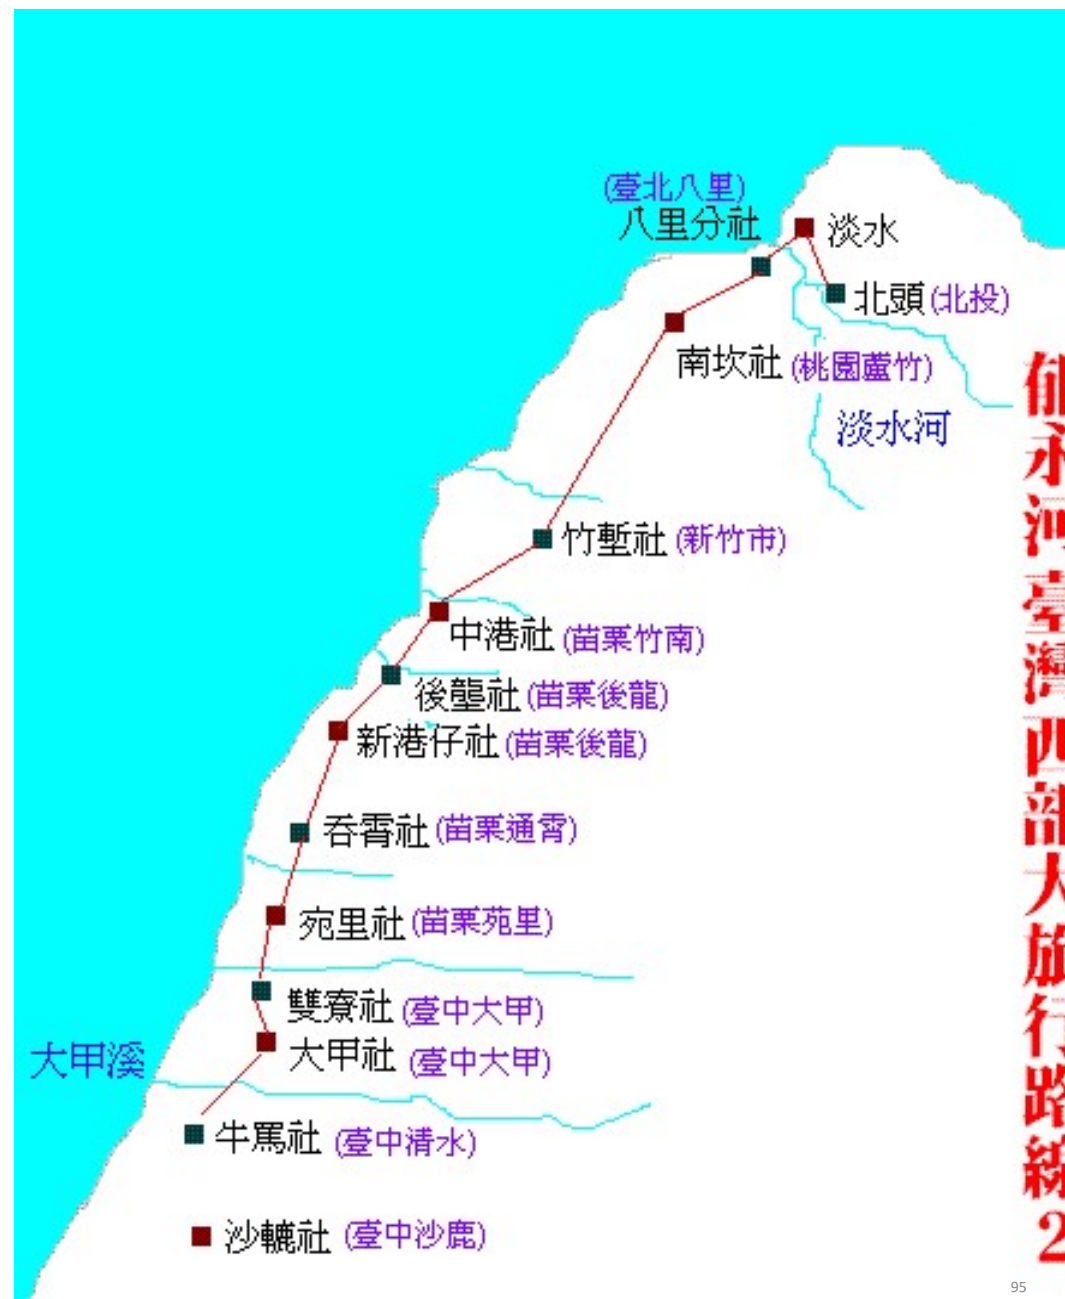 (臺北八里)
八里分社
淡水
北頭(北投)
南坎社(桃園蘆竹)
淡水河
竹塹社(新竹市)
中港社(苗栗竹南)
後壟社(苗栗後龍)
新港仔社(苗栗後龍)
吞霄社(苗栗通霄)
宛里社(苗栗苑里)
雙寮社(臺中大甲)
大甲社(臺中大甲)
大甲溪
牛罵社(臺中清水)
沙轆社(臺中沙鹿)
郁永河臺灣西部大旅行路線2
95